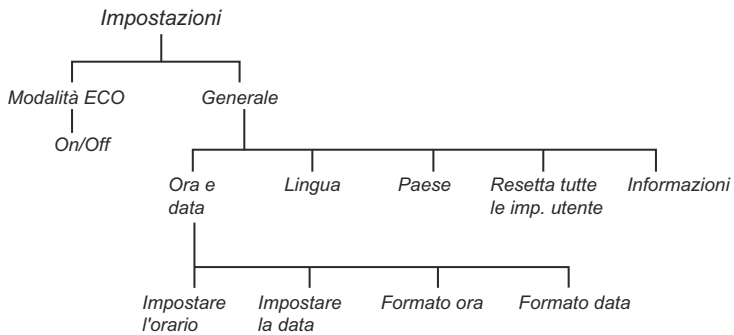 Impostazioni
Modalità ECO
Generale
On/Off
Ora e
data
Lingua
Paese
Resetta tutte
le imp. utente
Informazioni
Impostare
l'orario
Impostare
la data
Formato ora
Formato data